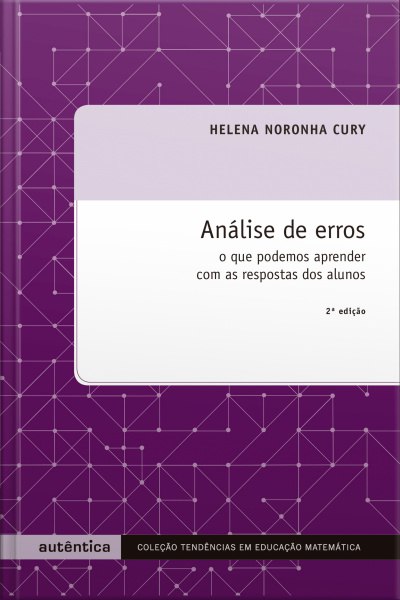 HELENA NORONHA CURY
Análise de erros
o que podemos aprender
com as respostas dos alunos
2ª edição
autêntica
COLEÇÃO TENDÊNCIAS EM EDUCAÇÃO MATEMÁTICA